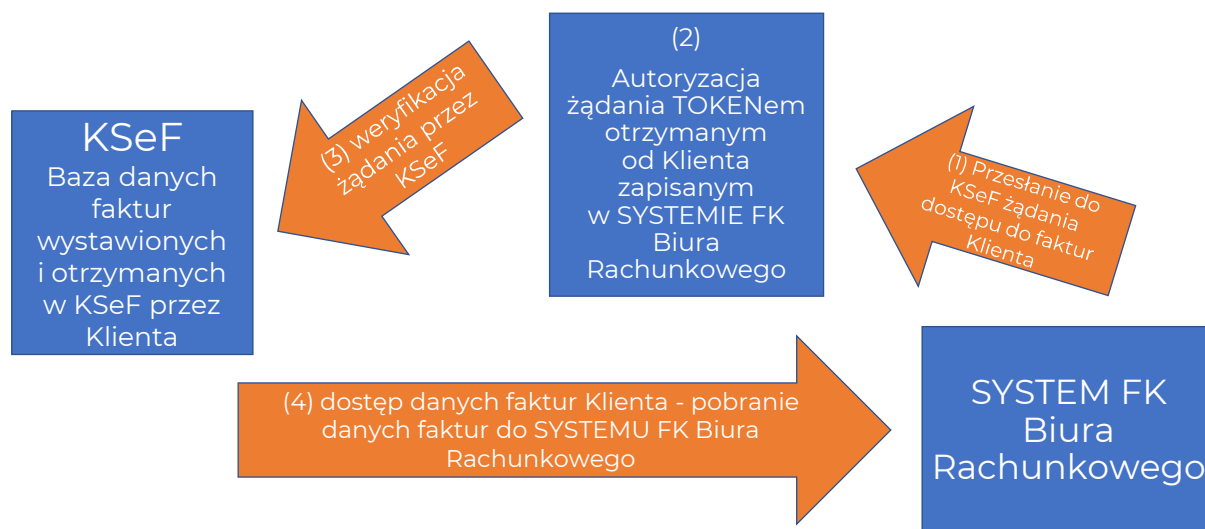 KSeF
Baza danych
faktur
wystawionych
i otrzymanych
w KSeF przez
Klienta
(3) weryfikacja
żądania przez
KSeF
(2)
Autoryzacja
żądania TOKENem
otrzymanym
od Klienta
zapisanym
w SYSTEMIE FK
Biura
Rachunkowego
(1) Przesłanie do
KSeF żądania
dostępu do faktur
Klienta
(4) dostęp danych faktur Klienta - pobranie
danych faktur do SYSTEMU FK Biura
Rachunkowego
SYSTEM FK
Biura
Rachunkowego